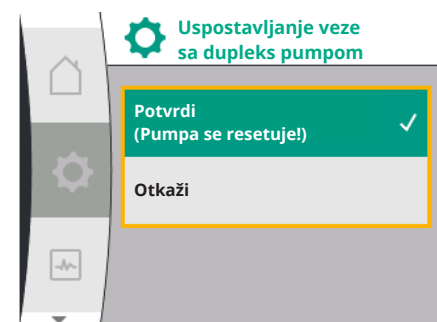 Uspostavljanje veze
sa dupleks pumpom
Potvrdi
(Pumpa se resetuje!)
Otkaži